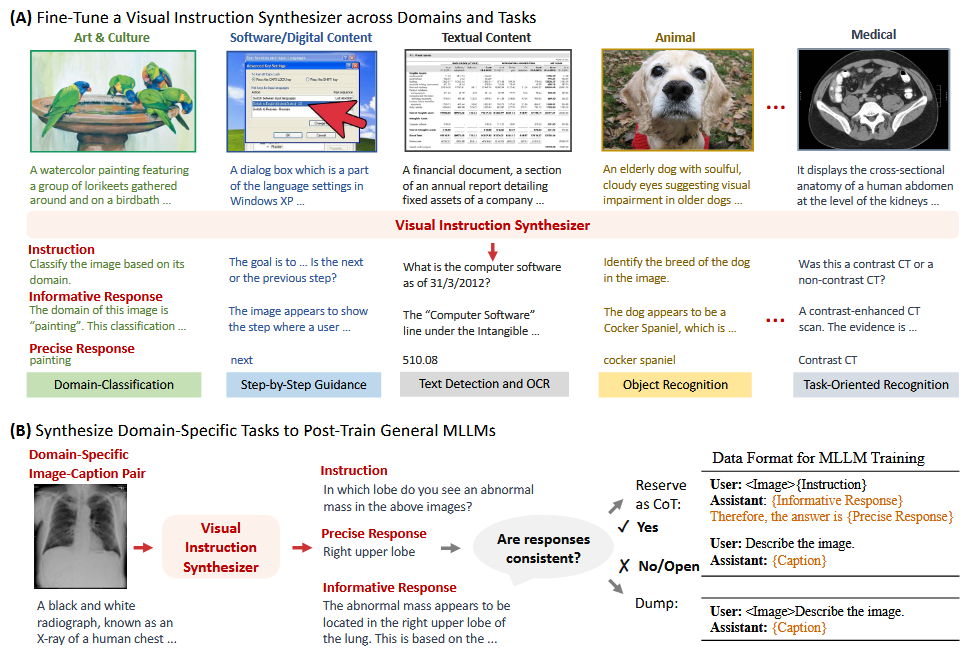 (A) Fine-Tune a Visual Instruction Synthesizer across Domains and Tasks
Art & Culture
Software/Digital Content
Textual Content
Animal
Medical
A watercolor painting featuring
a group of lorikeets gathered
around and on a birdbath ...
A dialog box which is a part
of the language settings in
Windows XP ...
A financial document, a section
of an annual report detailing
fixed assets of a company ...
An elderly dog with soulful,
cloudy eyes suggesting visual
impairment in older dogs ...
It displays the cross-sectional
anatomy of a human abdomen
at the level of the kidneys ...
Visual Instruction Synthesizer
Instruction
Classify the image based on its
domain.
The goal is to ... Is the next
or the previous step?
What is the computer software
as of 31/3/2012?
Identify the breed of the dog
in the image.
Was this a contrast CT or a
non-contrast CT?
Informative Response
The domain of this image is
“painting”. This classification ...
The image appears to show
the step where a user ...
The “Computer Software”
line under the Intangible ...
The dog appears to be a
Cocker Spaniel, which is ...
A contrast-enhanced CT
scan. The evidence is ...
Precise Response
painting
next
510.08
cocker spaniel
Contrast CT
Domain-Classification
Step-by-Step Guidance
Text Detection and OCR
Object Recognition
Task-Oriented Recognition
(B) Synthesize Domain-Specific Tasks to Post-Train General MLLMs
Domain-Specific
Image-Caption Pair
A black and white
radiograph, known as an
X-ray of a human chest ...
Visual
Instruction
Synthesizer
Instruction
In which lobe do you see an abnormal
mass in the above images?
Precise Response
Right upper lobe
Informative Response
The abnormal mass appears to be
located in the right upper lobe of
the lung. This is based on the ...
Are responses
consistent?
Reserve
as CoT:
✓ Yes
✗ No/Open
Dump:
Data Format for MLLM Training
User: <Image>{Instruction}
Assistant: {Informative Response}
Therefore, the answer is {Precise Response}
User: Describe the image.
Assistant: {Caption}
User: <Image>Describe the image.
Assistant: {Caption}